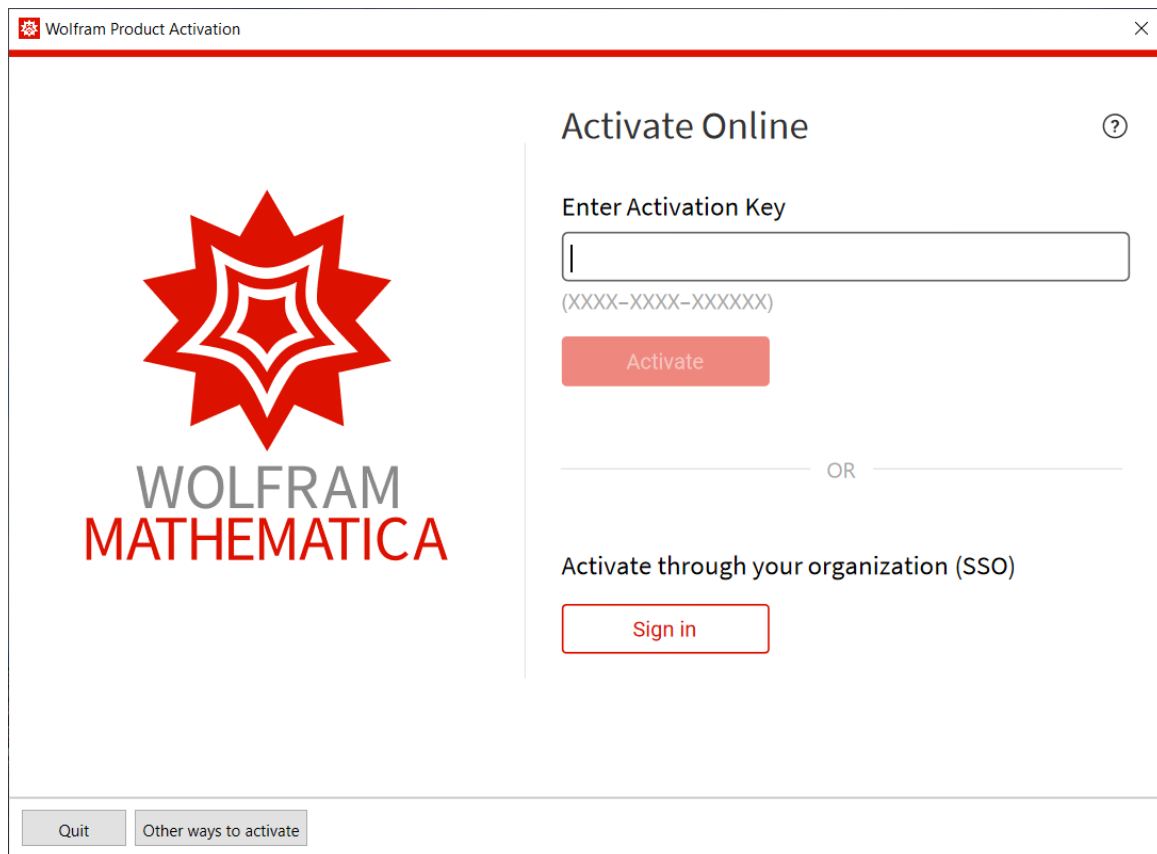 Wolfram Product Activation
Activate Online
?
Enter Activation Key
(XXXX–XXXX–XXXXXX)
Activate
OR
Activate through your organization (SSO)
Sign in
WOLFRAM
MATHEMATICA
Quit
Other ways to activate